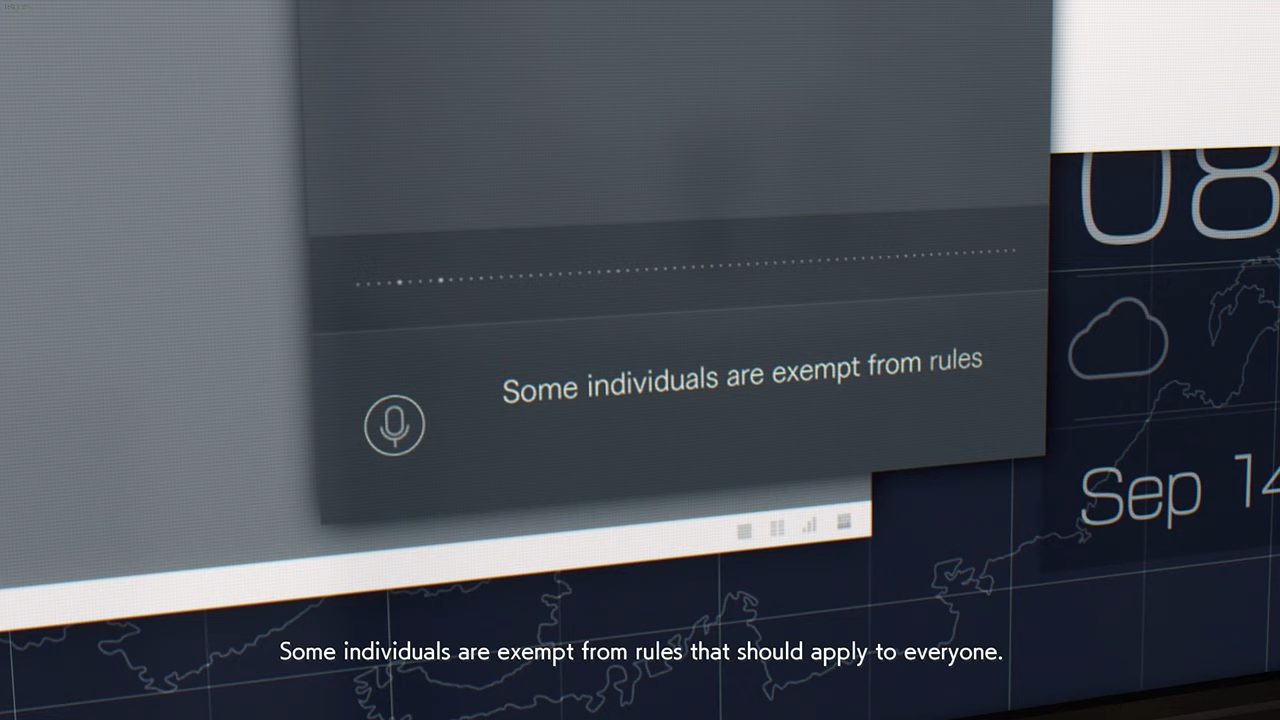 08
Some individuals are exempt from rules
Sep 14
Some individuals are exempt from rules that should apply to everyone.